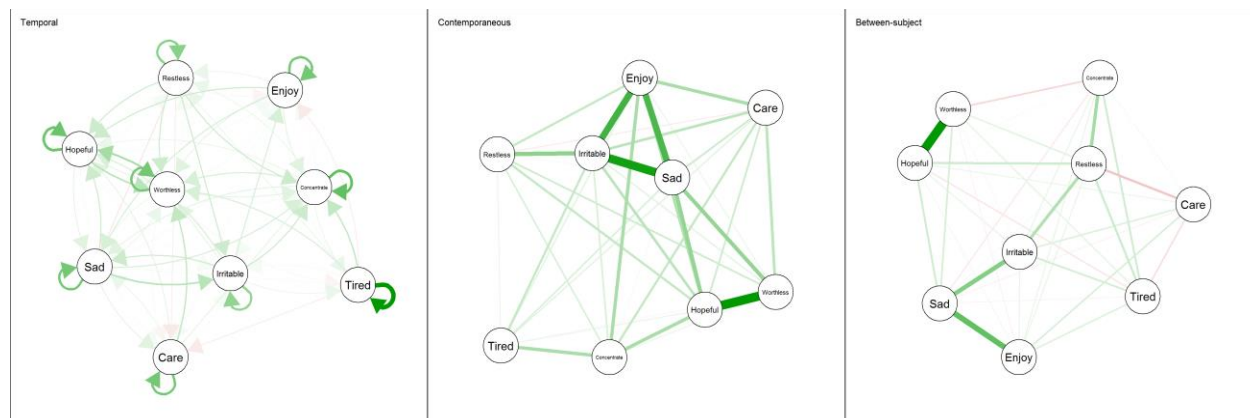 Temporal
Restless
Enjoy
Hopeful
Worthless
Concentrate
Sad
Irritable
Tired
Care
Contemporaneous
Enjoy
Care
Restless
Irritable
Sad
Worthless
Hopeful
Tired
Concentrate
Between-subject
Concentrate
Worthless
Hopeful
Restless
Care
Irritable
Sad
Tired
Enjoy